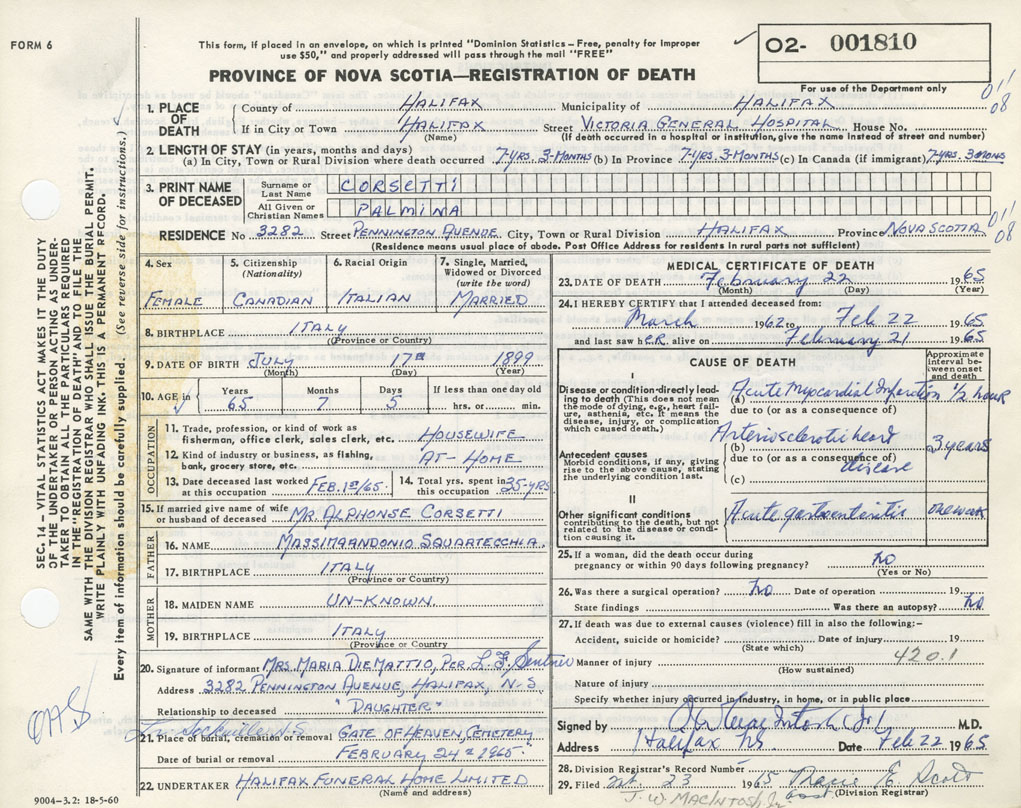 FORM 6
This form, if placed in an envelope, on which is printed "Dominion Statistics – Free, penalty for improper
use $50," and properly addressed will pass through the mail "FREE"
PROVINCE OF NOVA SCOTIA—REGISTRATION OF DEATH
O2- 001810
For use of the Department only
01'
08
1. PLACE OF DEATH
County of HALIFAX Municipality of HALIFAX
If in City or Town HALIFAX Street VICTORIA GENERAL HOSPITAL House No.
(Name) (If death occurred in a hospital or institution, give the name instead of street and number)
2. LENGTH OF STAY (in years, months and days)
(a) In City, Town or Rural Division where death occurred 7-YRS. 3-MONTHS (b) In Province 7-YRS. 3-MONTHS (c) In Canada (if immigrant) 7-YRS. 3 MONS
3. PRINT NAME OF DECEASED
Surname or Last Name CORSETTI
All Given or Christian Names PALMINA
RESIDENCE No 3282 Street PENNINGTON AVENUE City, Town or Rural Division HALIFAX Province NOVA SCOTIA
01'
08
(Residence means usual place of abode. Post Office Address for residents in rural parts not sufficient)
4. Sex FEMALE
5. Citizenship (Nationality) CANADIAN
6. Racial Origin ITALIAN
7. Single, Married, Widowed or Divorced (write the word) MARRIED
8. BIRTHPLACE ITALY
(Province or Country)
9. DATE OF BIRTH JULY 17TH 1899
(Month) (Day) (Year)
10. AGE in Years 65 Months 7 Days 5 If less than one day old hrs. or min.
OCCUPATION
11. Trade, profession, or kind of work as fisherman, office clerk, sales clerk, etc. HOUSEWIFE
12. Kind of industry or business, as fishing, bank, grocery store, etc. AT-HOME
13. Date deceased last worked at this occupation FEB. 1ST/65. 14. Total yrs. spent in this occupation 35-YRS
15. If married give name of wife or husband of deceased MR. ALPHONSE CORSETTI
FATHER
16. NAME MASSIMAANDONIO SQUARTECCHIA.
17. BIRTHPLACE ITALY
(Province or Country)
MOTHER
18. MAIDEN NAME UN-KNOWN.
19. BIRTHPLACE ITALY
(Province or Country)
20. Signature of informant MRS. MARIA DIEMATTIO, PER L. F.
Address 3282 PENNINGTON AVENUE, HALIFAX, N-S
Relationship to deceased "DAUGHTER"
21. Place of burial, cremation or removal GATE OF HEAVEN CEMETERY
Date of burial or removal FEBRUARY 24TH 1965.
22. UNDERTAKER HALIFAX FUNERAL HOME LIMITED
(Name and address)
9004–3.2: 18-5-60
MEDICAL CERTIFICATE OF DEATH
23. DATE OF DEATH February 22 1965
(Month) (Day) (Year)
24. I HEREBY CERTIFY that I attended deceased from:
March 1962 to Feb 22 1965
and last saw hER. alive on February 21 1965
CAUSE OF DEATH
Approximate interval between onset and death
I
Disease or condition directly leading to death (This does not mean the mode of dying, e.g., heart failure, asthenia, etc. It means the disease, injury, or complication which caused death)
(a) Acute Myocardial Infarction 1/2 hour
due to (or as a consequence of)
Antecedent causes
Morbid conditions, if any, giving rise to the above cause, stating the underlying condition last.
(b) Arteriosclerotic heart disease 3 years
due to (or as a consequence of)
(c)
II
Other significant conditions contributing to the death, but not related to the disease or condition causing it.
Acute gastroenteritis one week
25. If a woman, did the death occur during pregnancy or within 90 days following pregnancy? no
(Yes or No)
26. Was there a surgical operation? no Date of operation 19
State findings Was there an autopsy? no
27. If death was due to external causes (violence) fill in also the following:-
Accident, suicide or homicide? Date of injury 19
(State which)
420.1
Manner of injury
(How sustained)
Nature of injury
Specify whether injury occurred in industry, in home, or in public place
Signed by M.D.
Address Halifax NS. Date Feb 22 1965
28. Division Registrar's Record Number
29. Filed 23 1965 Scott
(Division Registrar)
J. W. MACINTOSH Jr
SEC. 14 – VITAL STATISTICS ACT MAKES IT THE DUTY
OF THE UNDERTAKER OR PERSON ACTING AS UNDER-
TAKER TO OBTAIN ALL THE PARTICULARS REQUIRED
IN THE "REGISTRATION OF DEATH" AND TO FILE THE
SAME WITH THE DIVISION REGISTRAR WHO SHALL ISSUE THE BURIAL PERMIT.
WRITE PLAINLY WITH UNFADING INK. THIS IS A PERMANENT RECORD.
Every item of information should be carefully supplied. (See reverse side for instructions.)